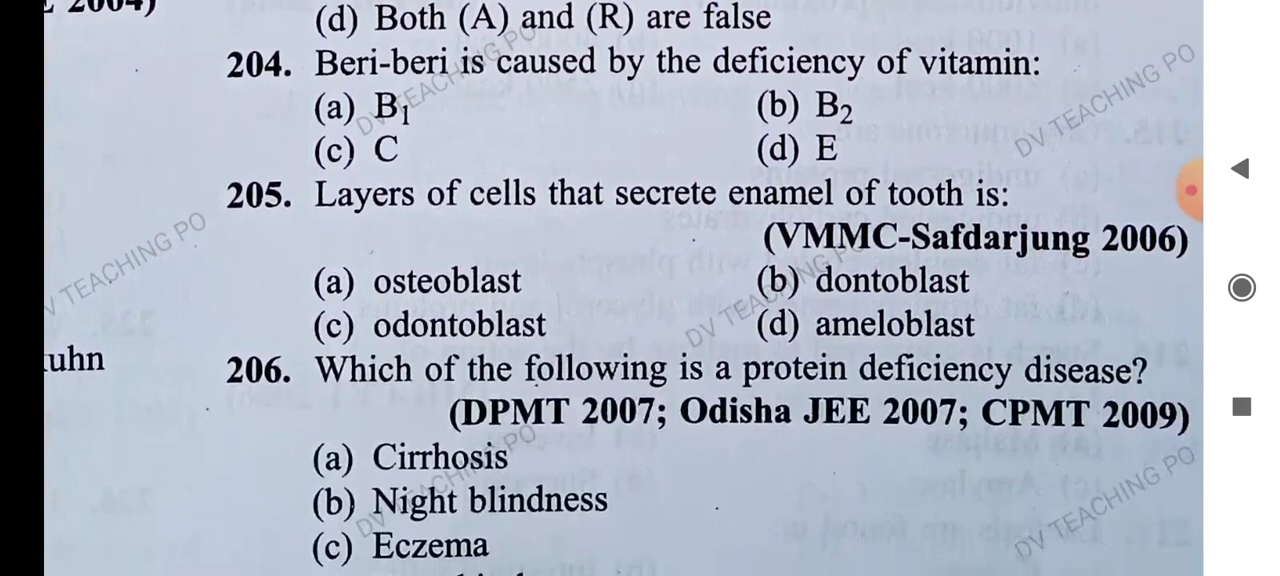 (d) Both (A) and (R) are false
204. Beri-beri is caused by the deficiency of vitamin:
(a) B1 (b) B2
(c) C (d) E
205. Layers of cells that secrete enamel of tooth is:
(VMMC-Safdarjung 2006)
(a) osteoblast (b) dontoblast
(c) odontoblast (d) ameloblast
206. Which of the following is a protein deficiency disease?
(DPMT 2007; Odisha JEE 2007; CPMT 2009)
(a) Cirrhosis
(b) Night blindness
(c) Eczema
DV TEACHING PO
DV TEACHING PO
V TEACHING PO
DV TEACHING PO
DV TEACHING PO
DV TEACHING PO